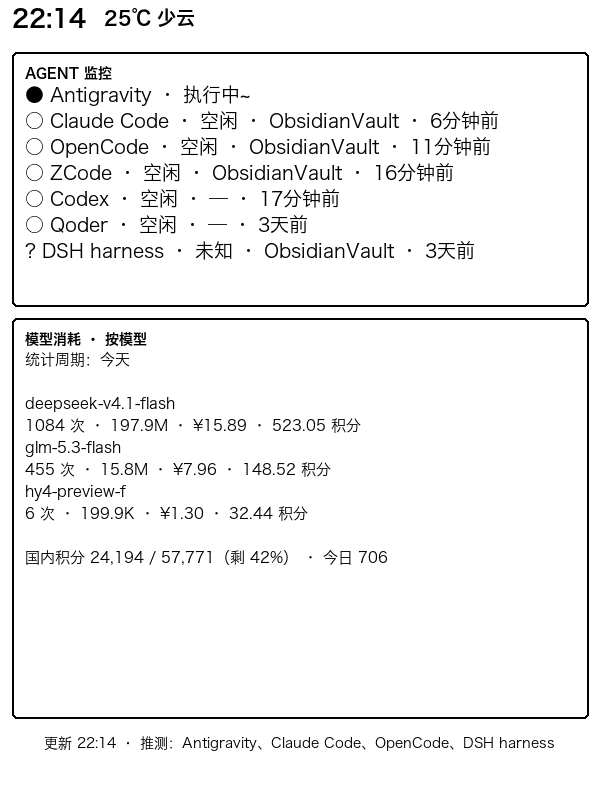 22:14 25℃ 少云
AGENT 监控
● Antigravity · 执行中~
○ Claude Code · 空闲 · ObsidianVault · 6分钟前
○ OpenCode · 空闲 · ObsidianVault · 11分钟前
○ ZCode · 空闲 · ObsidianVault · 16分钟前
○ Codex · 空闲 · — · 17分钟前
○ Qoder · 空闲 · — · 3天前
? DSH harness · 未知 · ObsidianVault · 3天前
模型消耗 · 按模型
统计周期：今天
deepseek-v4.1-flash
1084 次 · 197.9M · ¥15.89 · 523.05 积分
glm-5.3-flash
455 次 · 15.8M · ¥7.96 · 148.52 积分
hy4-preview-f
6 次 · 199.9K · ¥1.30 · 32.44 积分
国内积分 24,194 / 57,771（剩 42%） · 今日 706
更新 22:14 · 推测：Antigravity、Claude Code、OpenCode、DSH harness